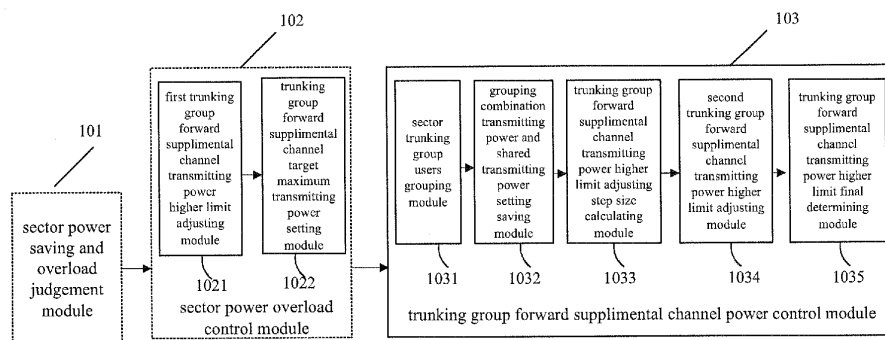 101
sector power
saving and
overload
judgement
module
102
first trunking
group
forward
supplimental
channel
transmitting
power
higher limit
adjusting
module
1021
trunking
group
forward
supplimental
channel
target
maximum
transmitting
power
setting
module
1022
sector power overload
control module
103
sector
trunking
group
users
grouping
module
1031
grouping
combination
transmitting
power and
shared
transmitting
power
setting
saving module
1032
trunking group
forward
supplimental
channel
transmitting
power higher
limit adjusting
step size
calculating
module
1033
second
trunking group
forward
supplimental
channel
transmitting
power higher
limit adjusting
module
1034
trunking group
forward
supplimental
channel
transmitting
power higher
limit final
determining
module
1035
trunking group forward supplimental channel power control module